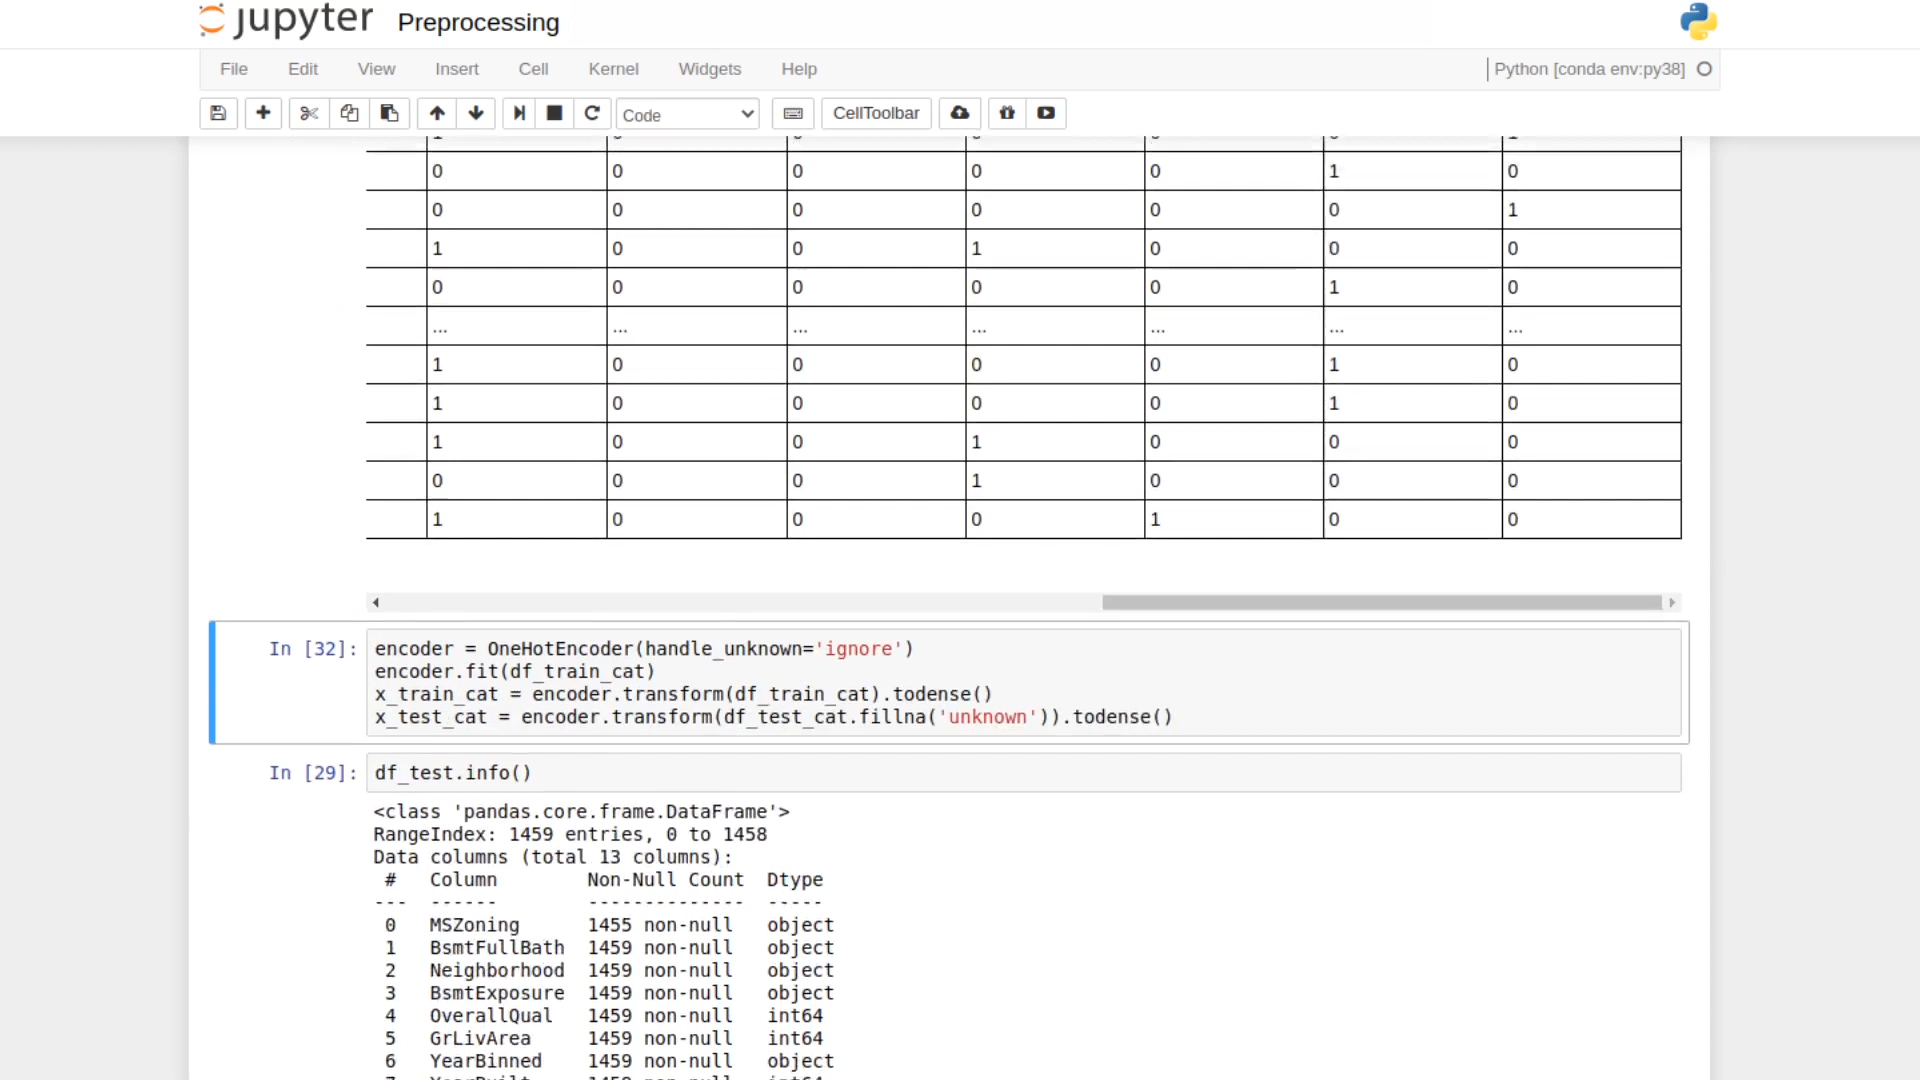 jupyter Preprocessing
File Edit View Insert Cell Kernel Widgets Help Python [conda env:py38]
Code CellToolbar
0 0 0 0 0 1 0
0 0 0 0 0 0 1
1 0 0 1 0 0 0
0 0 0 0 0 1 0
... ... ... ... ... ... ...
1 0 0 0 0 1 0
1 0 0 0 0 1 0
1 0 0 1 0 0 0
0 0 0 1 0 0 0
1 0 0 0 1 0 0
In [32]: encoder = OneHotEncoder(handle_unknown='ignore')
encoder.fit(df_train_cat)
x_train_cat = encoder.transform(df_train_cat).todense()
x_test_cat = encoder.transform(df_test_cat.fillna('unknown')).todense()
In [29]: df_test.info()
<class 'pandas.core.frame.DataFrame'>
RangeIndex: 1459 entries, 0 to 1458
Data columns (total 13 columns):
# Column Non-Null Count Dtype
--- ------ -------------- -----
0 MSZoning 1455 non-null object
1 BsmtFullBath 1459 non-null object
2 Neighborhood 1459 non-null object
3 BsmtExposure 1459 non-null object
4 OverallQual 1459 non-null int64
5 GrLivArea 1459 non-null int64
6 YearBinned 1459 non-null object